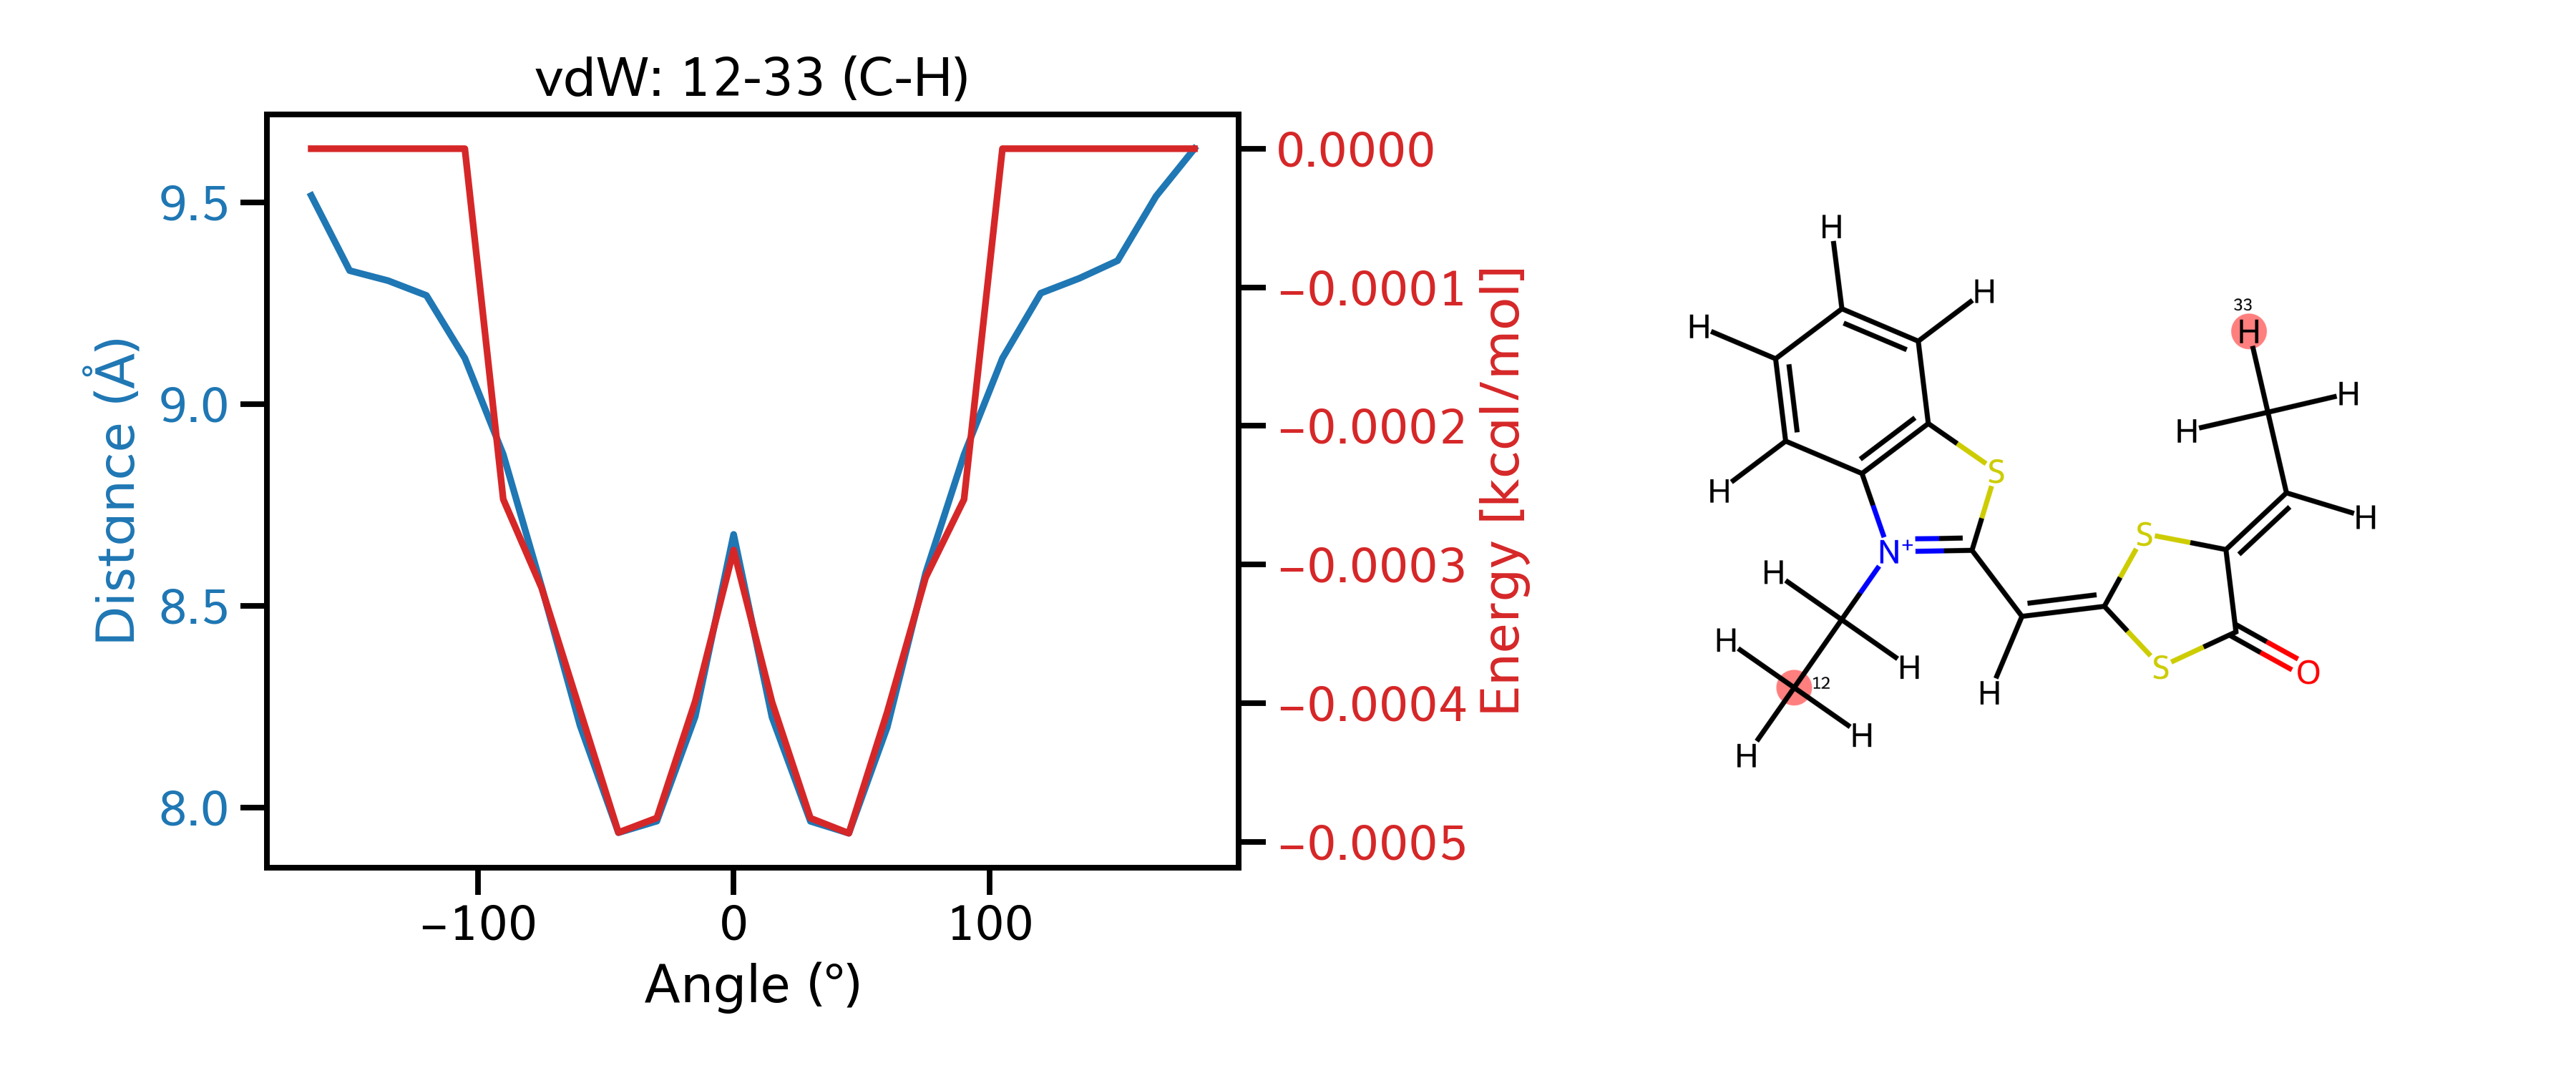 vdW: 12-33 (C-H)
9.5
9.0
8.5
8.0
Distance (Å)
−100
0
100
Angle (°)
0.0000
−0.0001
−0.0002
−0.0003
−0.0004
−0.0005
Energy [kcal/mol]
H
H
H
33
H
H
H
S
H
H
S
N+
H
H
H
S
O
12
H
H
H